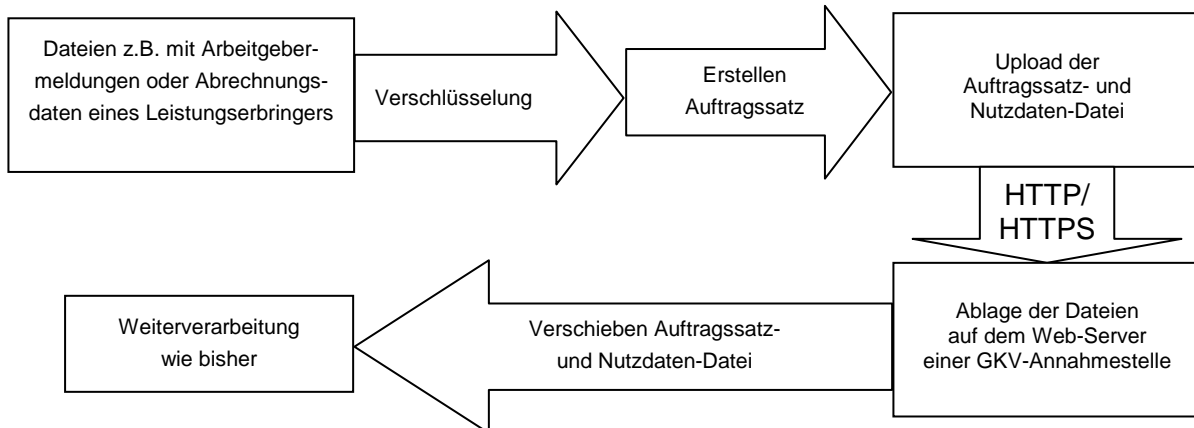 Dateien z.B. mit Arbeitgeber-
meldungen oder Abrechnungs-
daten eines Leistungserbringers
Verschlüsselung
Erstellen
Auftragssatz
Upload der
Auftragssatz- und
Nutzdaten-Datei
HTTP/
HTTPS
Ablage der Dateien
auf dem Web-Server
einer GKV-Annahmestelle
Verschieben Auftragssatz-
und Nutzdaten-Datei
Weiterverarbeitung
wie bisher